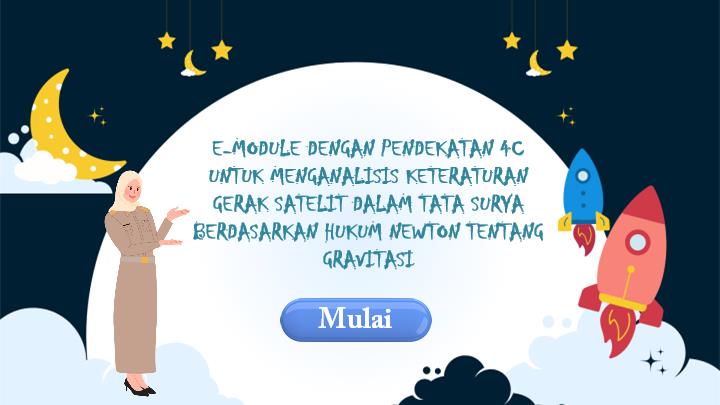 E-MODULE DENGAN PENDEKATAN 4C
UNTUK MENGANALISIS KETERATURAN
GERAK SATELIT DALAM TATA SURYA
BERDASARKAN HUKUM NEWTON TENTANG
GRAVITASI
Mulai